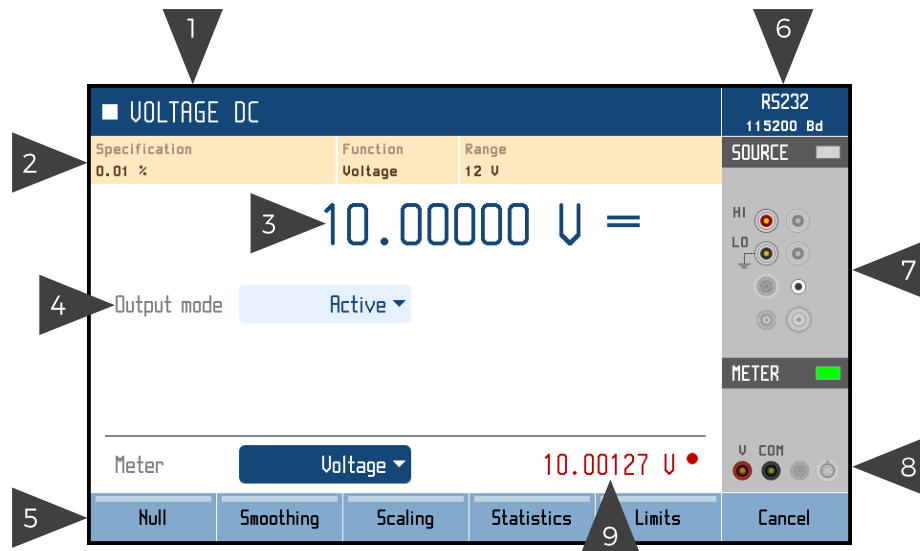 1
6
VOLTAGE DC
RS232
115200 Bd
2
Specification
0.01 %
Function
Voltage
Range
12 V
SOURCE
3
10.00000 V =
HI
LO
7
4
Output mode
Active
METER
Meter
Voltage
10.00127 V
V COM
8
5
Null
Smoothing
Scaling
Statistics
9
Limits
Cancel